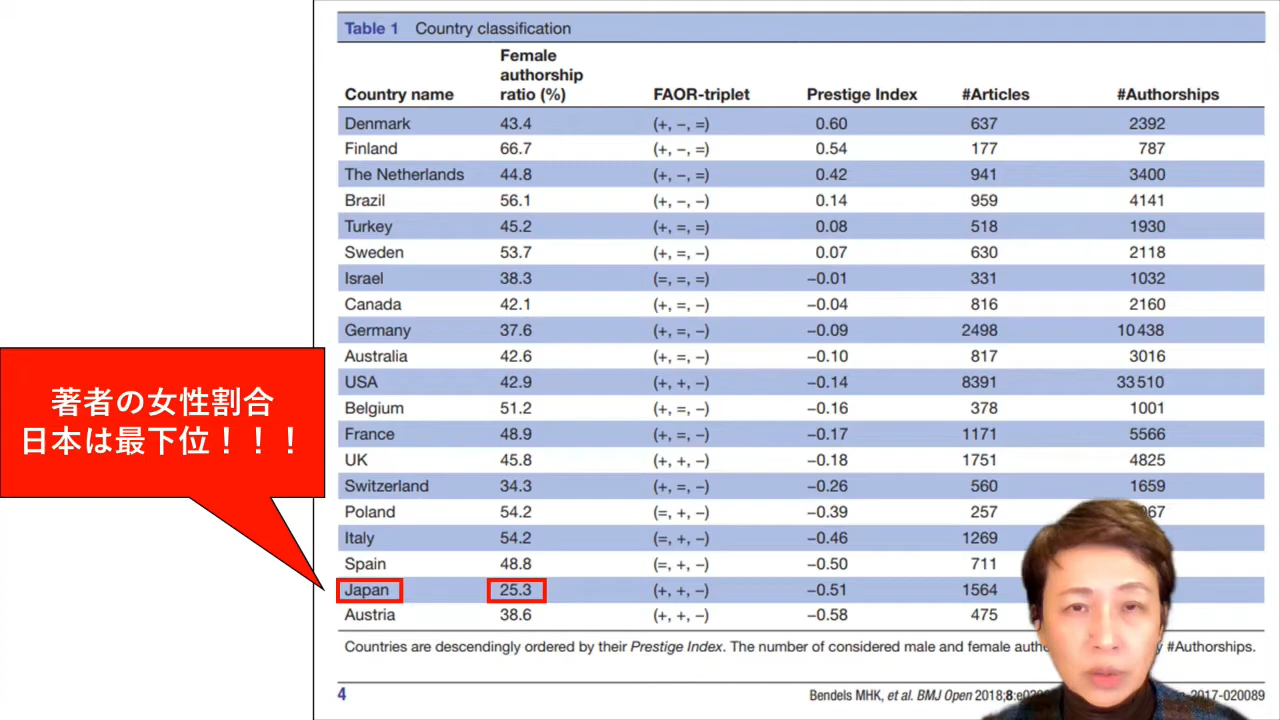 Table 1 Country classification
Female
authorship
Country name ratio (%) FAOR-triplet Prestige Index #Articles #Authorships
Denmark 43.4 (+, −, =) 0.60 637 2392
Finland 66.7 (+, −, =) 0.54 177 787
The Netherlands 44.8 (+, −, =) 0.42 941 3400
Brazil 56.1 (+, −, −) 0.14 959 4141
Turkey 45.2 (+, =, =) 0.08 518 1930
Sweden 53.7 (+, =, −) 0.07 630 2118
Israel 38.3 (=, =, =) −0.01 331 1032
Canada 42.1 (+, =, −) −0.04 816 2160
Germany 37.6 (+, =, −) −0.09 2498 10 438
Australia 42.6 (+, =, −) −0.10 817 3016
USA 42.9 (+, +, −) −0.14 8391 33 510
Belgium 51.2 (+, =, −) −0.16 378 1001
France 48.9 (+, =, −) −0.17 1171 5566
UK 45.8 (+, +, −) −0.18 1751 4825
Switzerland 34.3 (+, =, −) −0.26 560 1659
Poland 54.2 (=, +, −) −0.39 257
Italy 54.2 (=, +, −) −0.46 1269
Spain 48.8 (=, +, −) −0.50 711
Japan 25.3 (+, +, −) −0.51 1564
Austria 38.6 (+, +, −) −0.58 475
著者の女性割合
日本は最下位！！！
Countries are descendingly ordered by their Prestige Index. The number of considered male and female #Authorships.
4 Bendels MHK, et al. BMJ Open 2018;8: